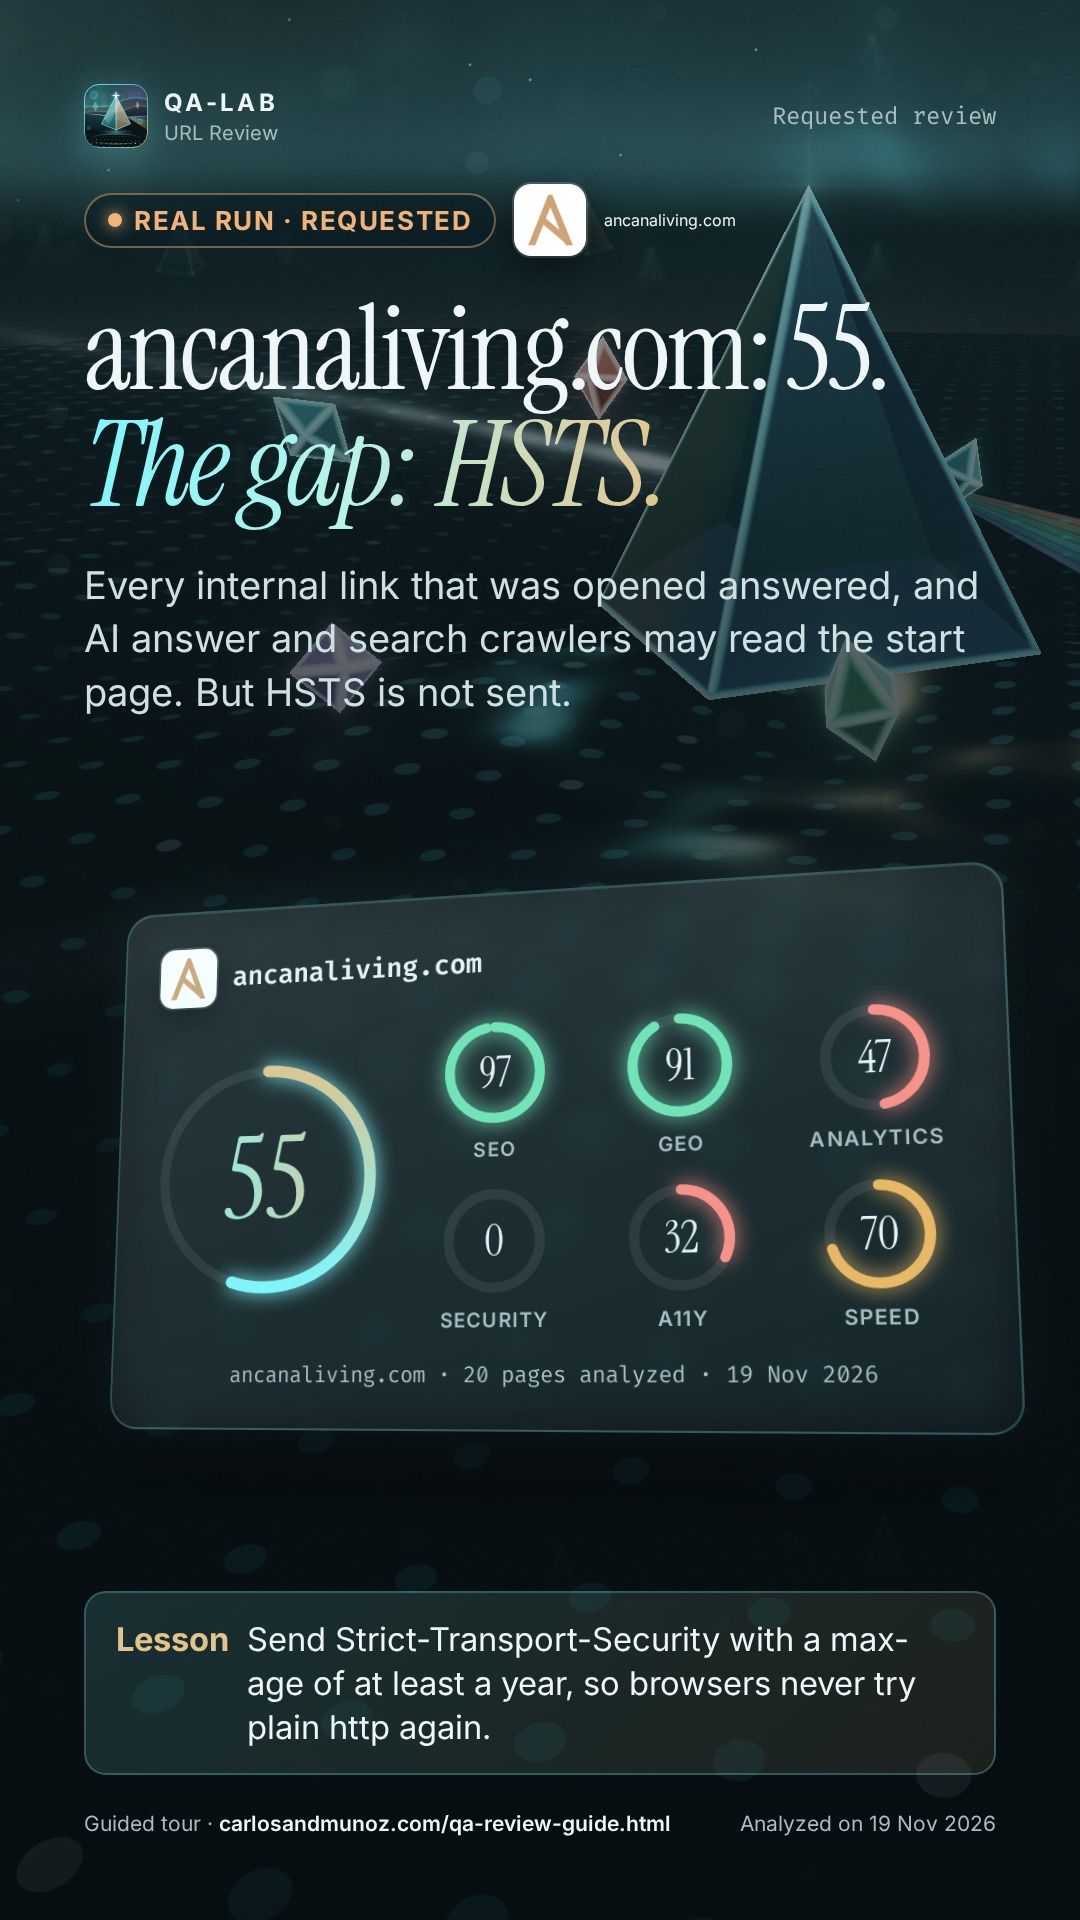 QA-LAB
URL Review
Requested review
REAL RUN · REQUESTED
ancanaliving.com
ancanaliving.com: 55.
The gap: HSTS.
Every internal link that was opened answered, and
AI answer and search crawlers may read the start
page. But HSTS is not sent.
ancanaliving.com
55
97
SEO
91
GEO
47
ANALYTICS
0
SECURITY
32
A11Y
70
SPEED
ancanaliving.com · 20 pages analyzed · 19 Nov 2026
Lesson Send Strict-Transport-Security with a max-
age of at least a year, so browsers never try
plain http again.
Guided tour · carlosandmunoz.com/qa-review-guide.html
Analyzed on 19 Nov 2026